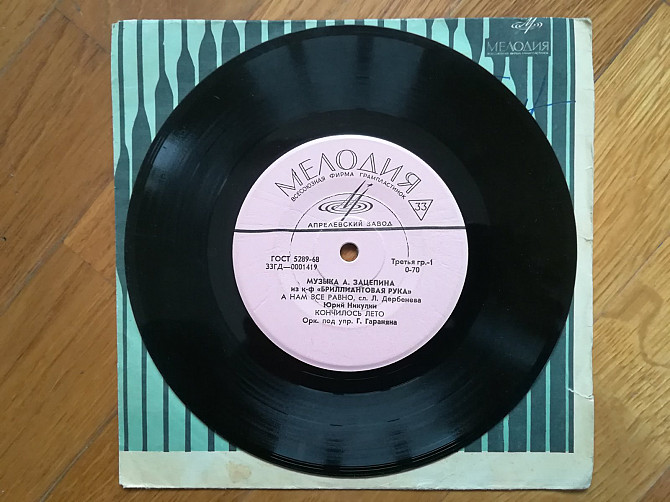 МЕЛОДИЯ
МЕЛОДИЯ
ВСЕСОЮЗНАЯ ФИРМА ГРАМПЛАСТИНОК
33
АПРЕЛЕВСКИЙ ЗАВОД
ГОСТ 5289-68
Третья гр.-1
33ГД—0001419
0-70
МУЗЫКА А. ЗАЦЕПИНА
из к-ф «БРИЛЛИАНТОВАЯ РУКА»
А НАМ ВСЕ РАВНО, сл. Л. Дербенева
Юрий Никулин
КОНЧИЛОСЬ ЛЕТО
Орк. под упр. Г. Гараняна